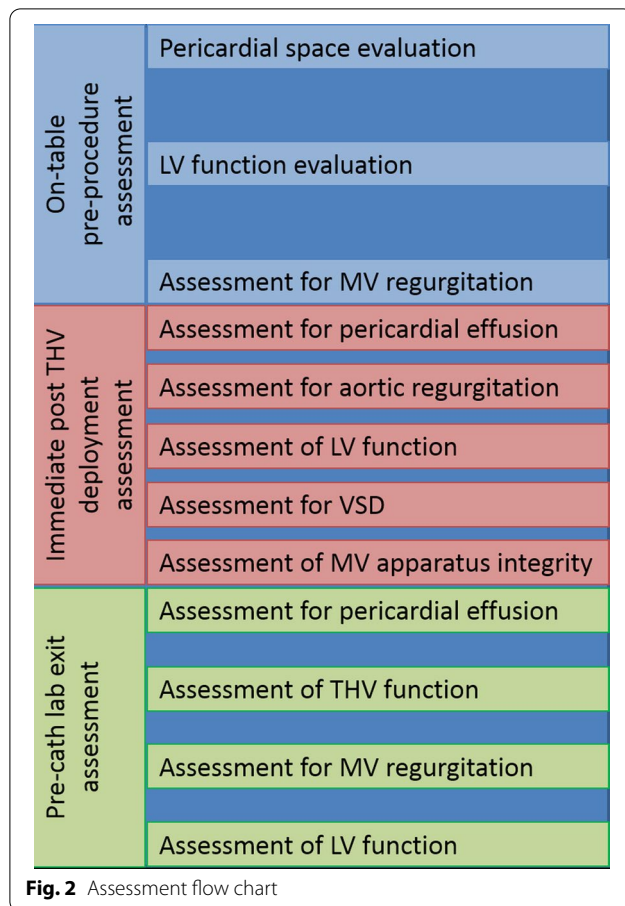 On-table
pre-procedure
assessment
Pericardial space evaluation
LV function evaluation
Assessment for MV regurgitation
Immediate post THV
deployment
assessment
Assessment for pericardial effusion
Assessment for aortic regurgitation
Assessment of LV function
Assessment for VSD
Assessment of MV apparatus integrity
Pre-cath lab exit
assessment
Assessment for pericardial effusion
Assessment of THV function
Assessment for MV regurgitation
Assessment of LV function
Fig. 2 Assessment flow chart